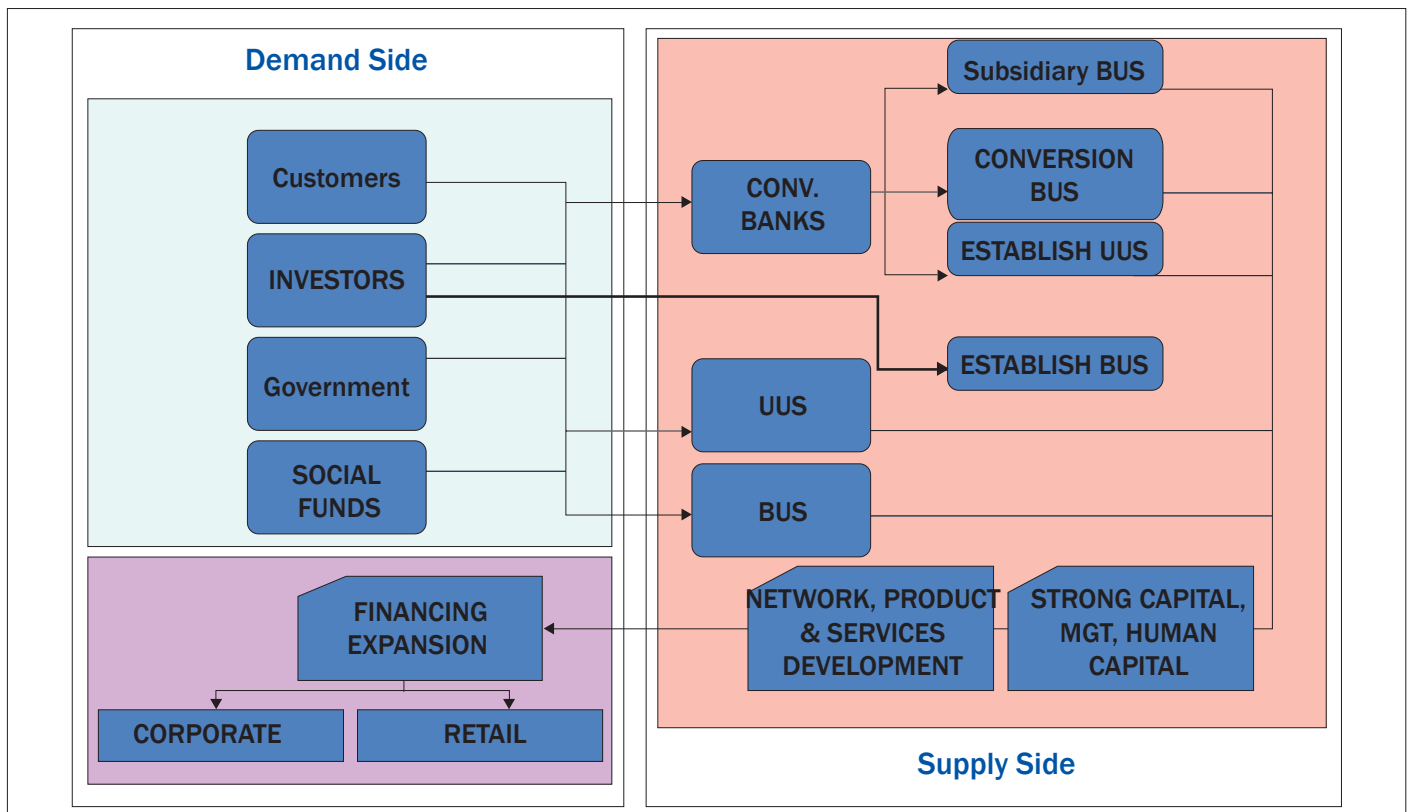 Demand Side
Customers
INVESTORS
Government
SOCIAL
FUNDS
FINANCING
EXPANSION
CORPORATE
RETAIL
Subsidiary BUS
CONV.
BANKS
CONVERSION
BUS
ESTABLISH UUS
ESTABLISH BUS
UUS
BUS
NETWORK, PRODUCT
& SERVICES
DEVELOPMENT
STRONG CAPITAL,
MGT, HUMAN
CAPITAL
Supply Side